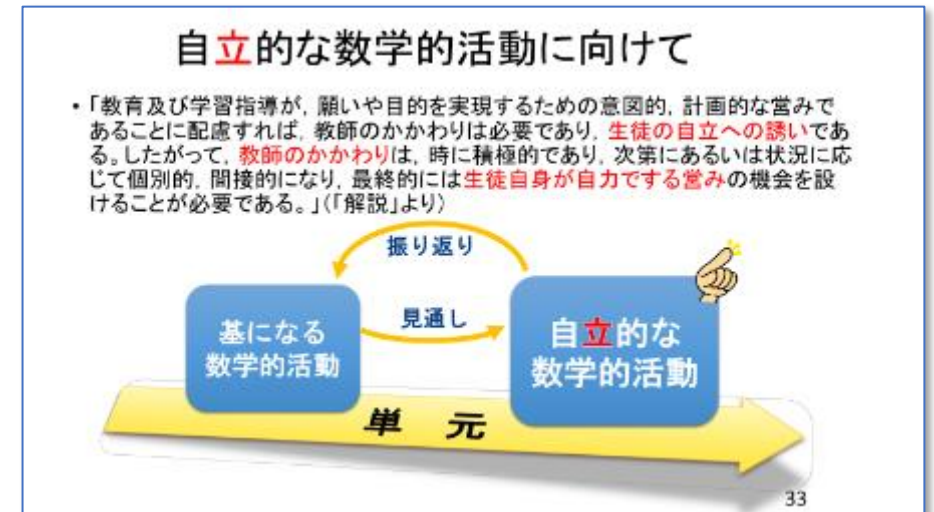 自立的な数学的活動に向けて
・「教育及び学習指導が，願いや目的を実現するための意図的，計画的な営みで
あることに配慮すれば，教師のかかわりは必要であり，生徒の自立への誘いであ
る。したがって，教師のかかわりは，時に積極的であり，次第にあるいは状況に応
じて個別的，間接的になり，最終的には生徒自身が自力でする営みの機会を設
けることが必要である。」（「解説」より）
振り返り
見通し
基になる
数学的活動
自立的な
数学的活動
単 元
33